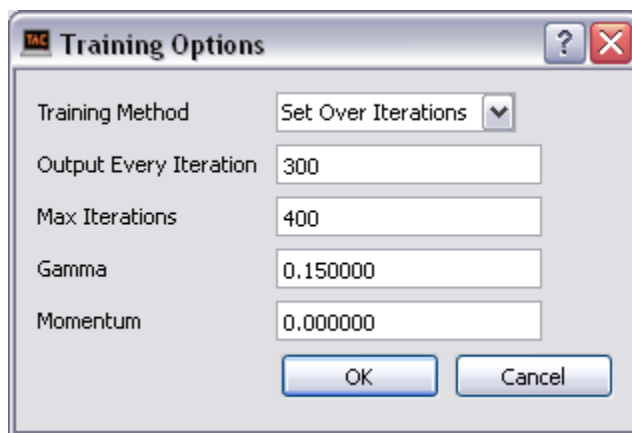 TAC Training Options ?
Training Method Set Over Iterations
Output Every Iteration 300
Max Iterations 400
Gamma 0.150000
Momentum 0.000000
OK Cancel